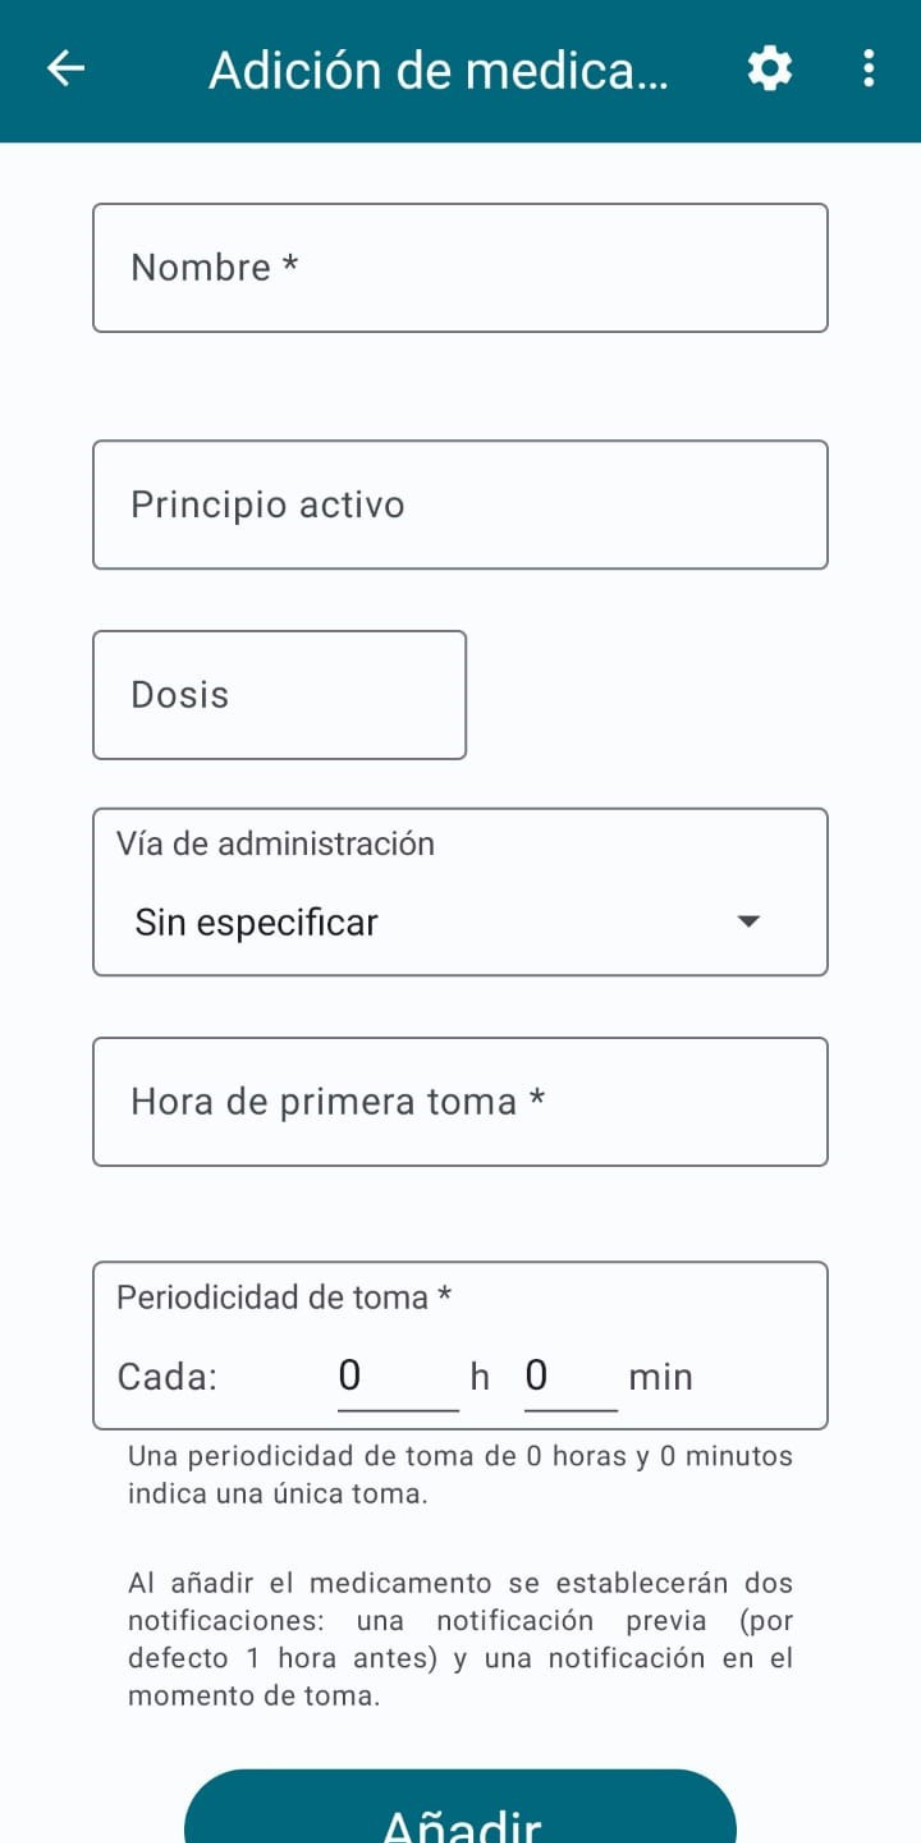 Adición de medica...
Nombre *
Principio activo
Dosis
Vía de administración
Sin especificar
Hora de primera toma *
Periodicidad de toma *
Cada: 0 h 0 min
Una periodicidad de toma de 0 horas y 0 minutos
indica una única toma.
Al añadir el medicamento se establecerán dos
notificaciones: una notificación previa (por
defecto 1 hora antes) y una notificación en el
momento de toma.
Añadir